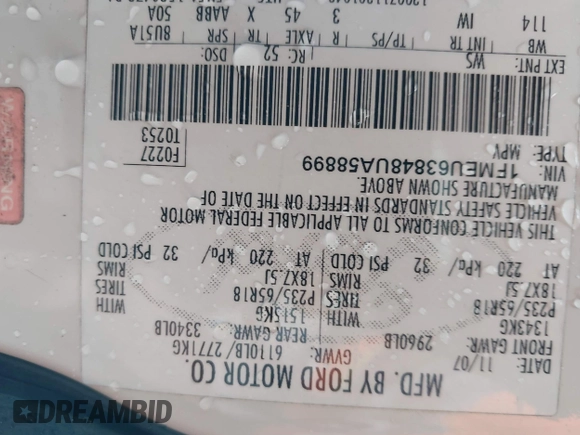 MFD. BY FORD MOTOR CO.
DATE: 11/07
GVWR: 6110LB/ 2771KG
FRONT GAWR: 2960LB
REAR GAWR: 3340LB
1343KG WITH
1515KG WITH
P235/65R18 TIRES
P235/65R18 TIRES
18X7.5J RIMS
18X7.5J RIMS
AT 220 kPa/ 32 PSI COLD
AT 220 kPa/ 32 PSI COLD
THIS VEHICLE CONFORMS TO ALL APPLICABLE FEDERAL MOTOR
VEHICLE SAFETY STANDARDS IN EFFECT ON THE DATE OF
MANUFACTURE SHOWN ABOVE.
VIN: 1FMEU63848UA58899
TYPE: MPV
F0227
T0253
EXT PNT: WS RC: 52 DSO:
WB INT TR TP/PS R AXLE TR SPR 8U51A
114 IW 3 45 X AABB 50A
DREAMBID